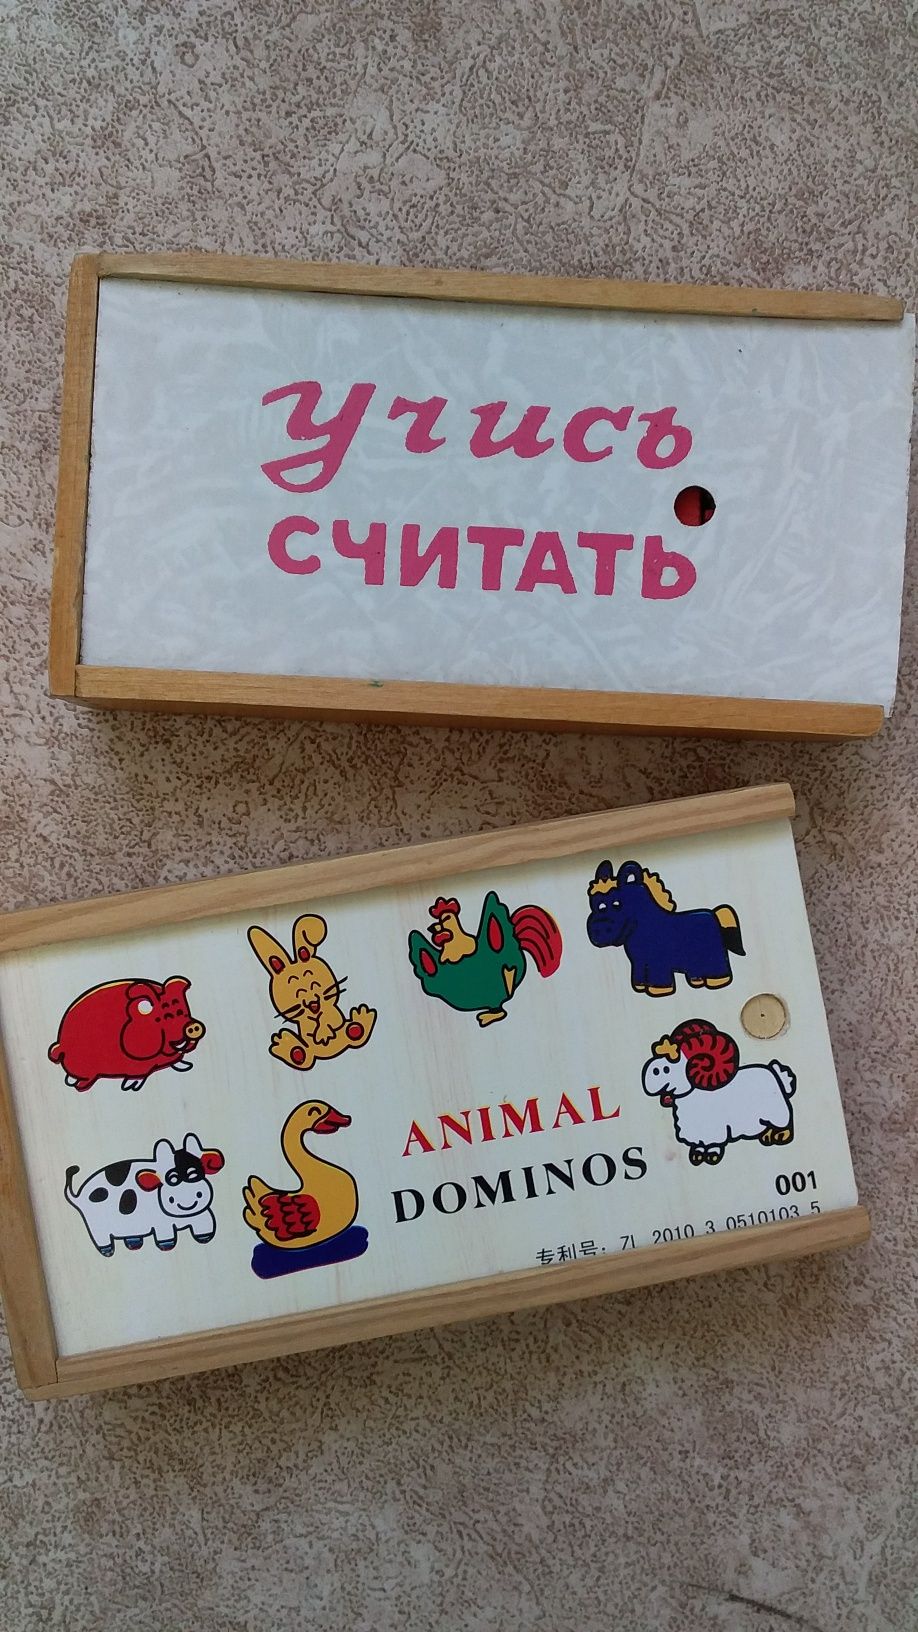 Учись
СЧИТАТЬ
ANIMAL
DOMINOS
001
专利号: ZL 2010 3 0510103.5